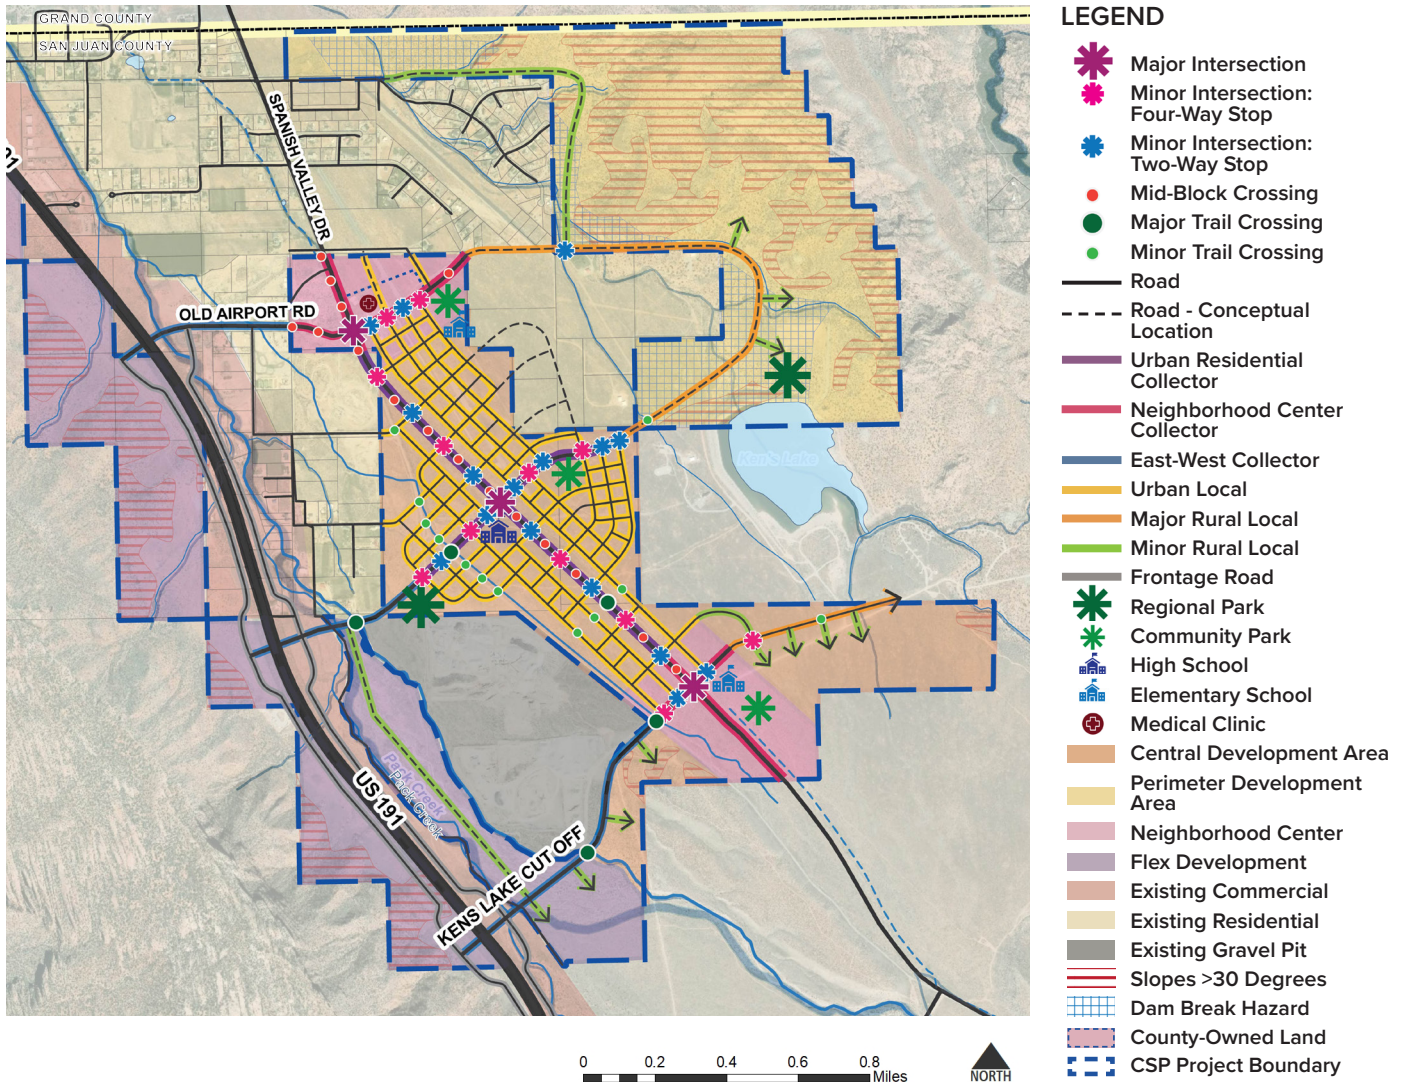 GRAND COUNTY
SAN JUAN COUNTY
SPANISH VALLEY DR
91
OLD AIRPORT RD
Ken's Lake
Pack Creek
Pack Creek
US 191
KENS LAKE CUT OFF
LEGEND
Major Intersection
Minor Intersection:
Four-Way Stop
Minor Intersection:
Two-Way Stop
Mid-Block Crossing
Major Trail Crossing
Minor Trail Crossing
Road
Road - Conceptual
Location
Urban Residential
Collector
Neighborhood Center
Collector
East-West Collector
Urban Local
Major Rural Local
Minor Rural Local
Frontage Road
Regional Park
Community Park
High School
Elementary School
Medical Clinic
Central Development Area
Perimeter Development
Area
Neighborhood Center
Flex Development
Existing Commercial
Existing Residential
Existing Gravel Pit
Slopes >30 Degrees
Dam Break Hazard
County-Owned Land
CSP Project Boundary
0 0.2 0.4 0.6 0.8
Miles
NORTH